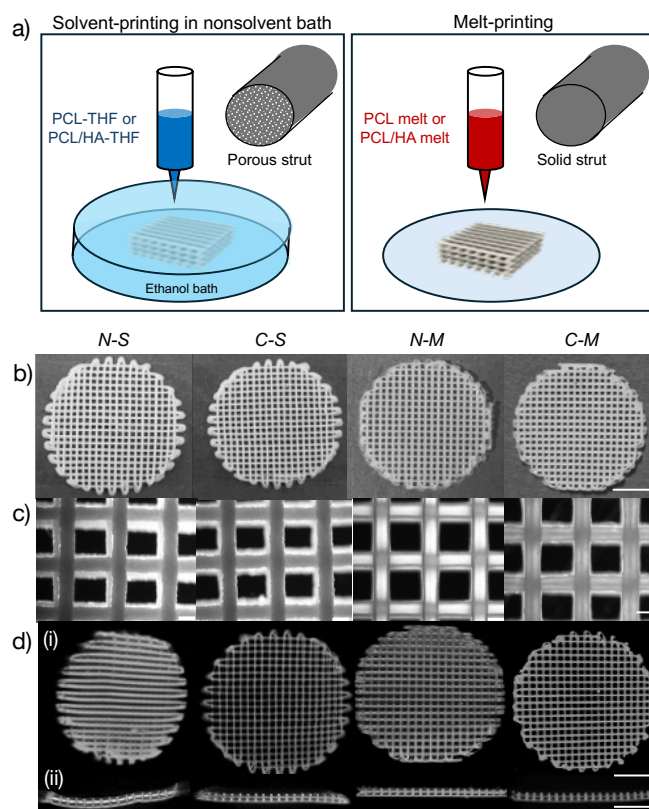 a)
Solvent-printing in nonsolvent bath
Melt-printing
PCL-THF or
PCL/HA-THF
Porous strut
Ethanol bath
PCL melt or
PCL/HA melt
Solid strut
N-S
C-S
N-M
C-M
b)
c)
d)
(i)
(ii)